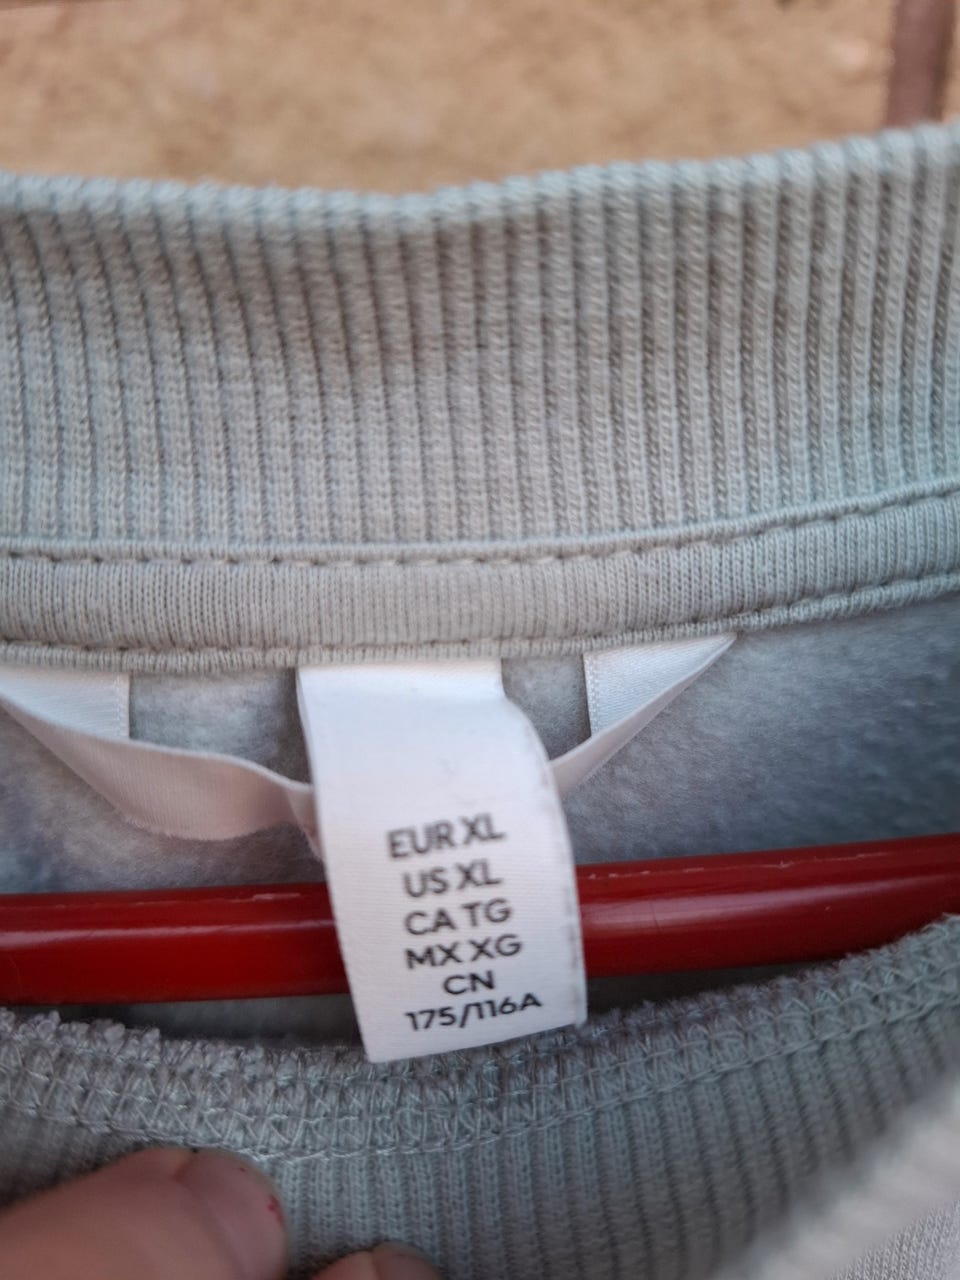 EUR XL
US XL
CA TG
MX XG
CN
175/116A